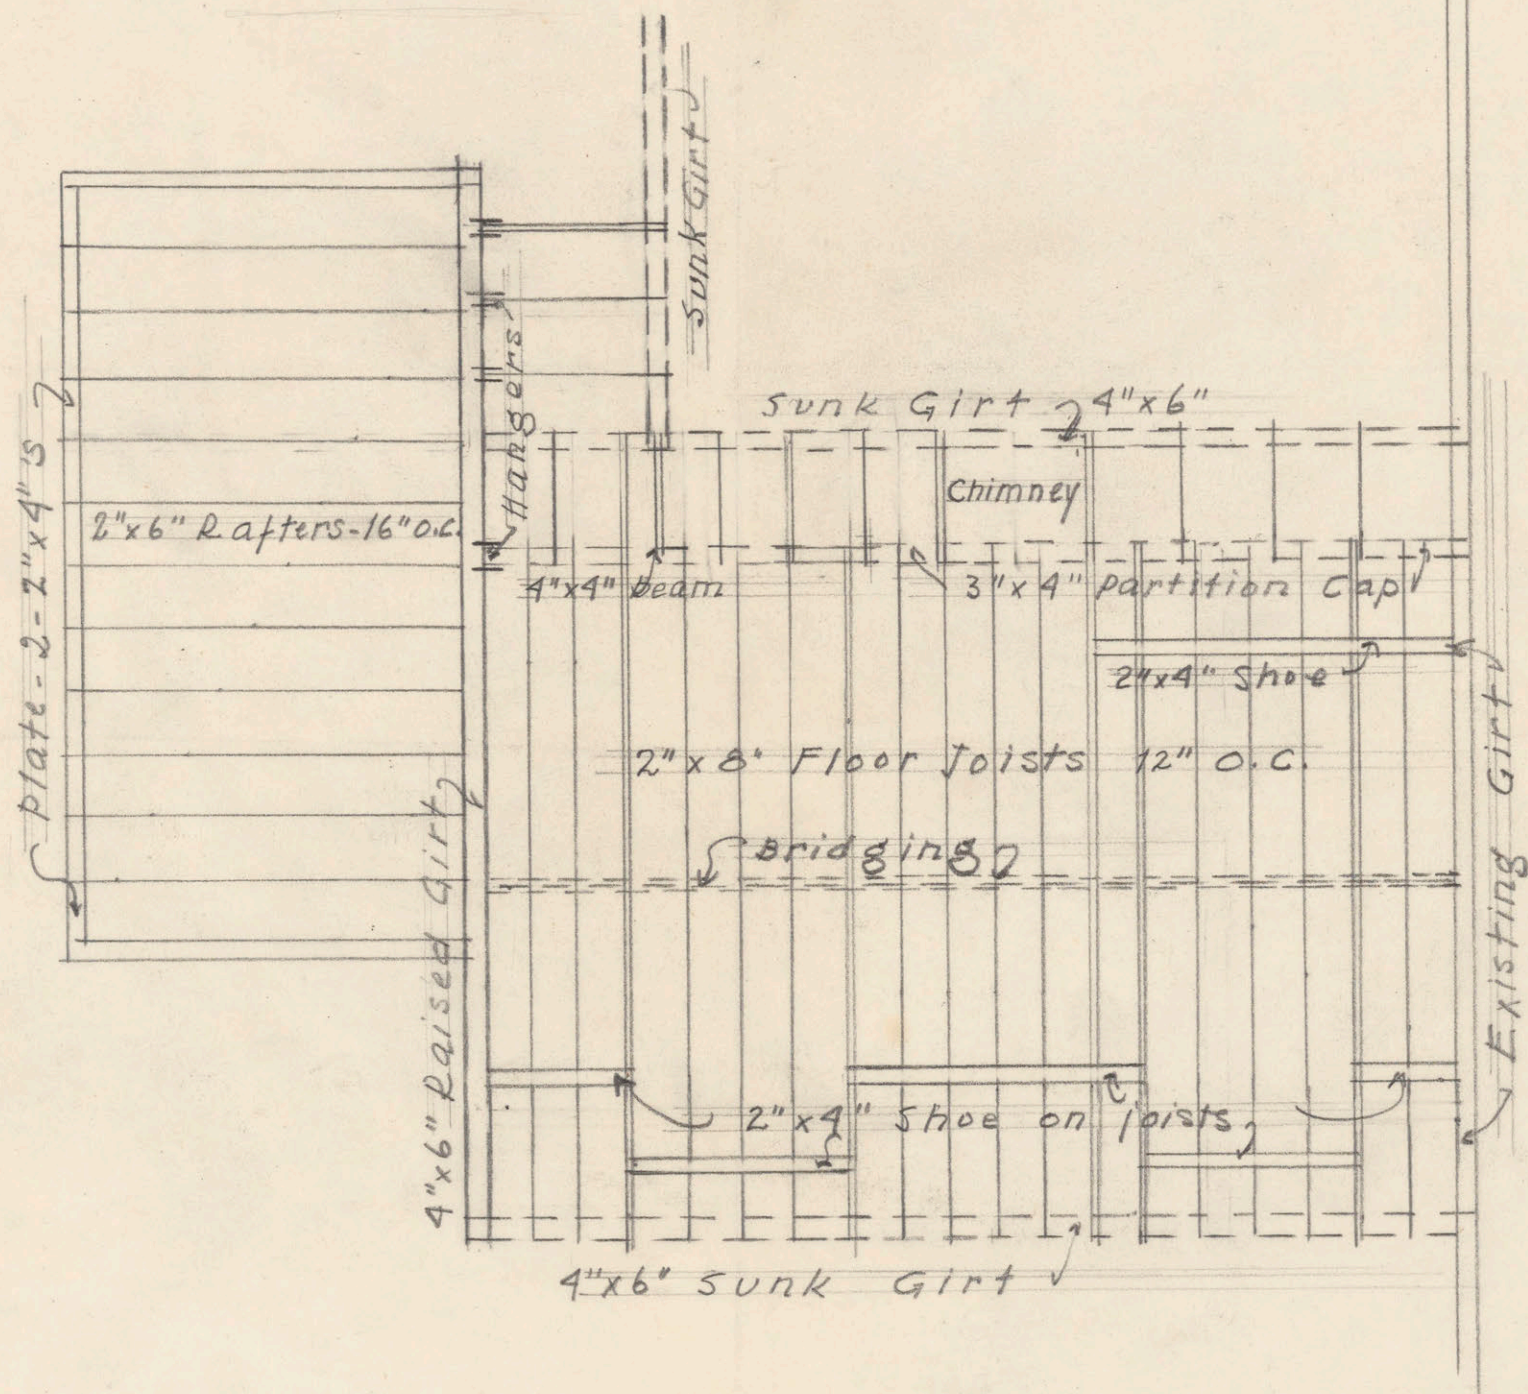 Sunk Girt
Sunk Girt 4"x6"
Hangers
Chimney
Plate - 2 - 2"x4"s
2"x6" Rafters - 16" O.C.
4"x4" beam
3"x4" Partition Cap
2"x4" Shoe
2"x8" Floor Joists 12" O.C.
Existing Girt
Bridging
4"x6" Raised Girt
2"x4" Shoe on joists
4"x6" Sunk Girt